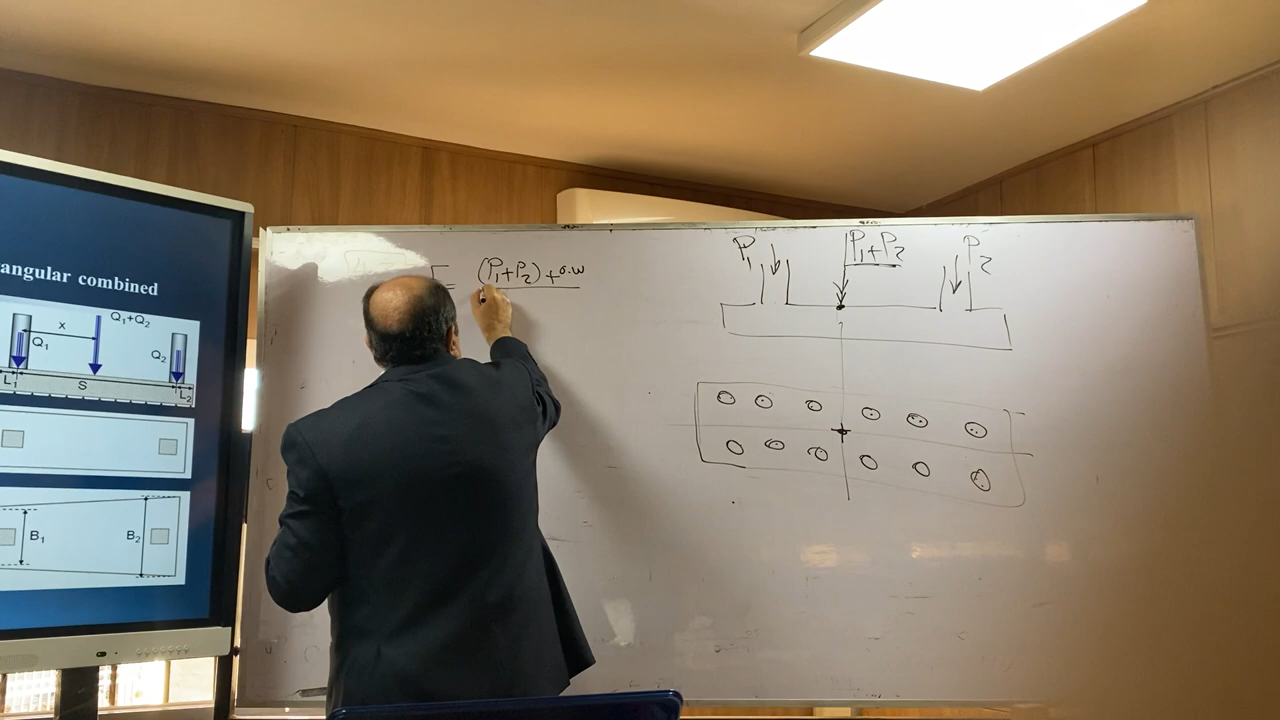 angular combined
Q₁+Q₂
x
Q₁
Q₂
L₁
S
L₂
B₁
B₂
(P₁+P₂) + o.w
P₁
P₁+P₂
P₂